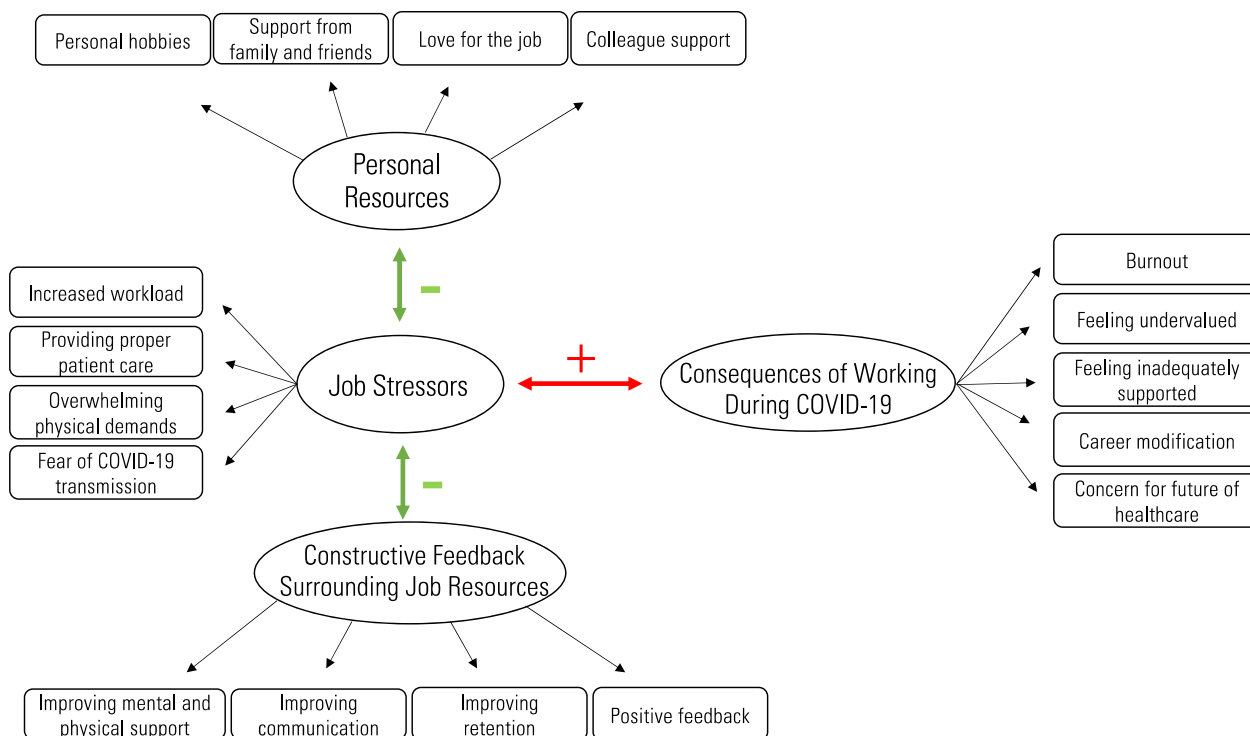 Personal hobbies
Support from
family and friends
Love for the job
Colleague support
Personal
Resources
−
Increased workload
Providing proper
patient care
Overwhelming
physical demands
Fear of COVID-19
transmission
Job Stressors
+
Consequences of Working
During COVID-19
Burnout
Feeling undervalued
Feeling inadequately
supported
Career modification
Concern for future of
healthcare
−
Constructive Feedback
Surrounding Job Resources
Improving mental and
physical support
Improving
communication
Improving
retention
Positive feedback